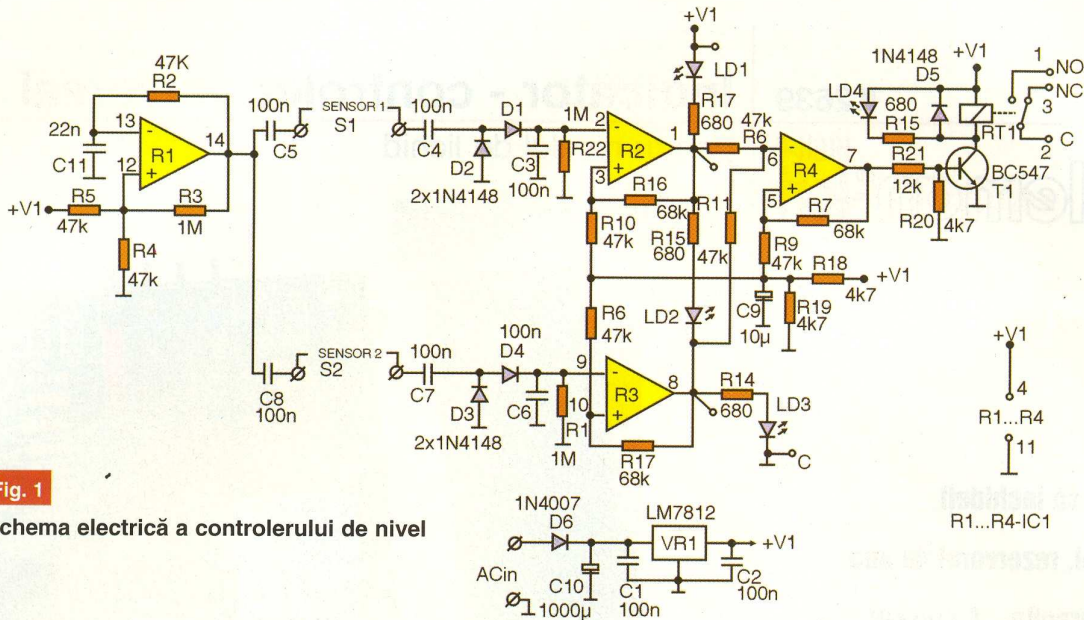 +V1
47K
R2
22n
C11
13
-
12
+
R1
14
R5
47k
+V1
R3
1M
R4
47k
100n
C5
SENSOR 1
S1
100n
C4
D1
D2
2x1N4148
C3
100n
1M
R22
2
-
3
+
R2
1
LD1
R17
680
47k
R6
R16
68k
R10
47k
R15
680
R11
47k
6
-
5
+
R4
7
R7
68k
R9
47k
R18
4k7
+V1
C9
10µ
R19
4k7
1N4148
D5
+V1
LD4
680
R15
RT1
1
NO
NC
3
C
2
R21
12k
BC547
T1
R20
4k7
R6
47k
LD2
C8
100n
SENSOR 2
S2
100n
C7
100n
D4
D3
2x1N4148
C6
10
R1
1M
9
-
+
R3
8
R17
68k
R14
680
LD3
C
+V1
4
R1...R4
11
R1...R4-IC1
Fig. 1
chema electrică a controlerului de nivel
1N4007
D6
ACin
C10
1000µ
C1
100n
LM7812
VR1
+V1
C2
100n